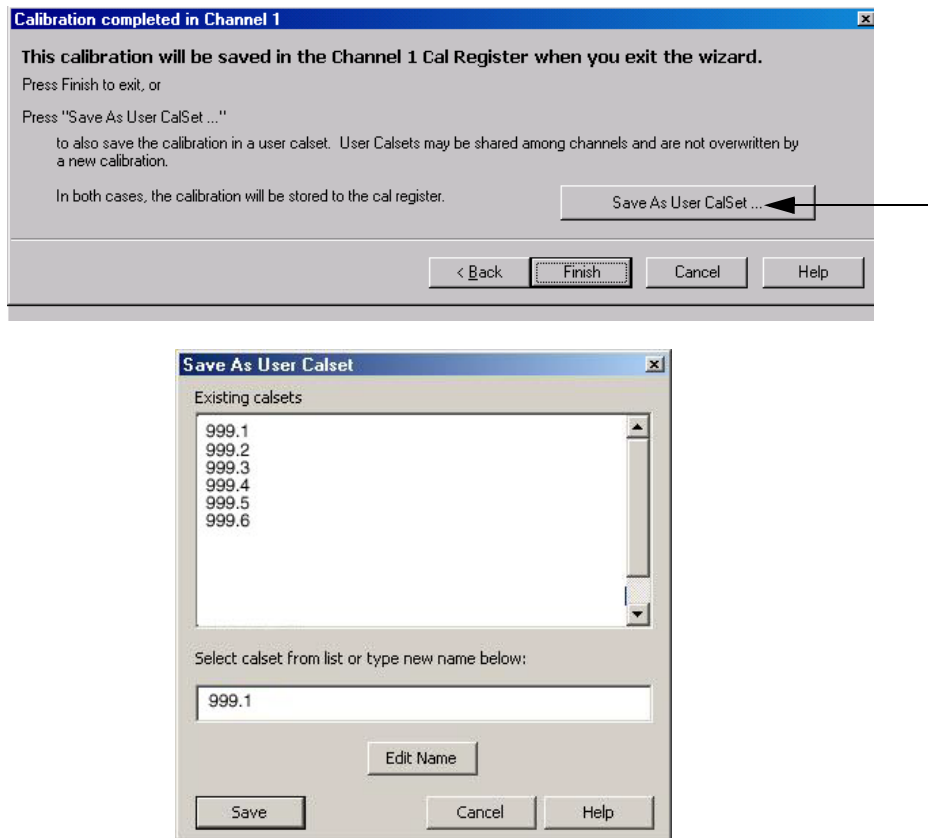 Calibration completed in Channel 1
This calibration will be saved in the Channel 1 Cal Register when you exit the wizard.
Press Finish to exit, or
Press "Save As User CalSet ..."
to also save the calibration in a user calset. User Calsets may be shared among channels and are not overwritten by
a new calibration.
In both cases, the calibration will be stored to the cal register.
Save As User CalSet ...
< Back
Finish
Cancel
Help
Save As User Calset
Existing calsets
999.1
999.2
999.3
999.4
999.5
999.6
Select calset from list or type new name below:
999.1
Edit Name
Save
Cancel
Help